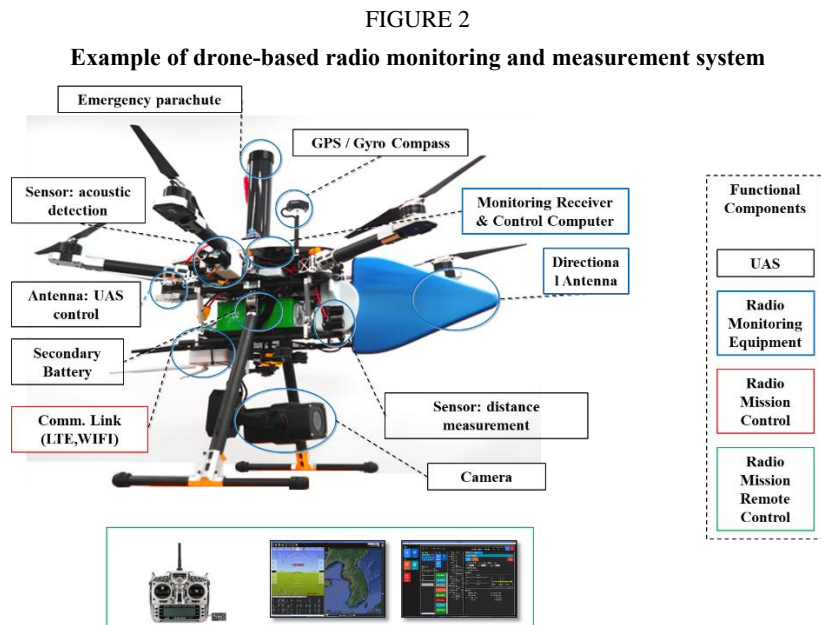 FIGURE 2
Example of drone-based radio monitoring and measurement system
Emergency parachute
GPS / Gyro Compass
Sensor: acoustic
detection
Monitoring Receiver
& Control Computer
Directiona
l Antenna
Antenna: UAS
control
Secondary
Battery
Comm. Link
(LTE,WIFI)
Sensor: distance
measurement
Camera
Functional
Components
UAS
Radio
Monitoring
Equipment
Radio
Mission
Control
Radio
Mission
Remote
Control